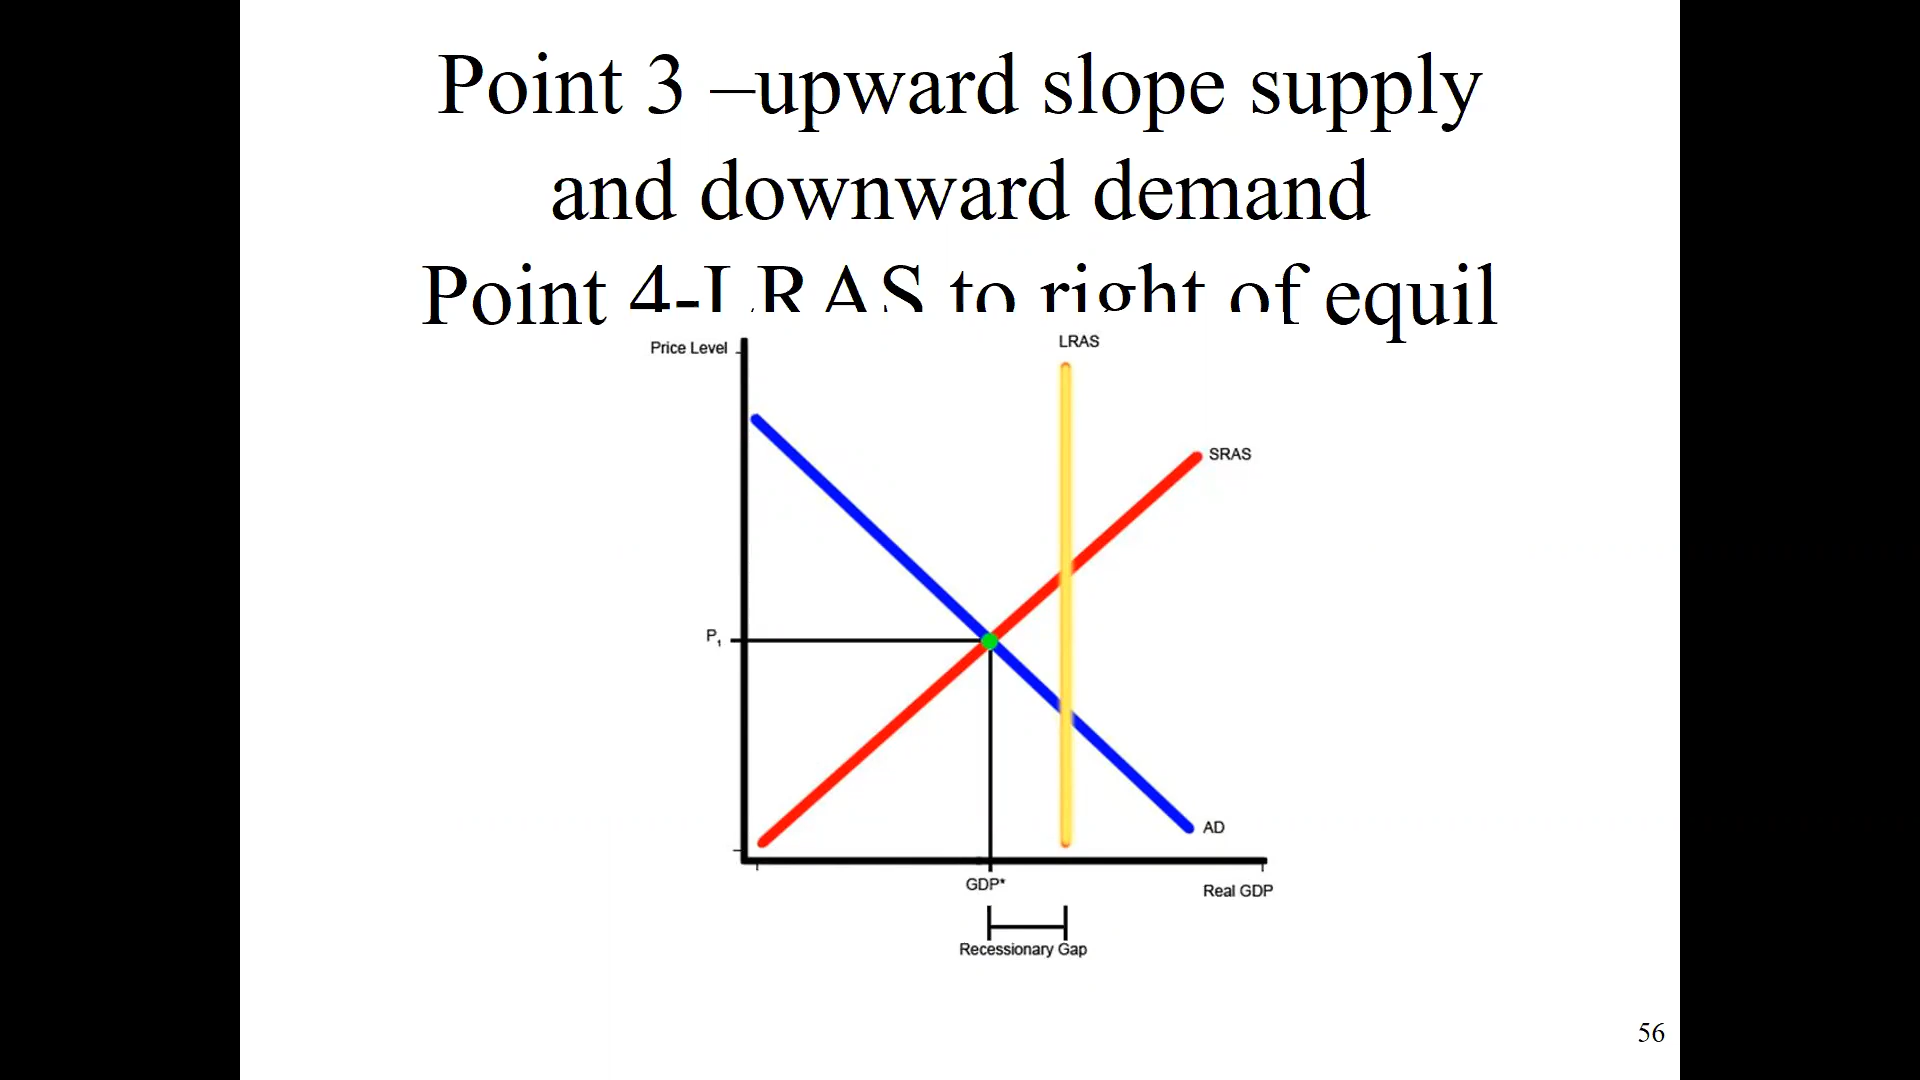 Point 3 –upward slope supply
and downward demand
Point 4-LRAS to right of equil
Price Level
LRAS
SRAS
P₁
AD
GDP*
Real GDP
Recessionary Gap
56